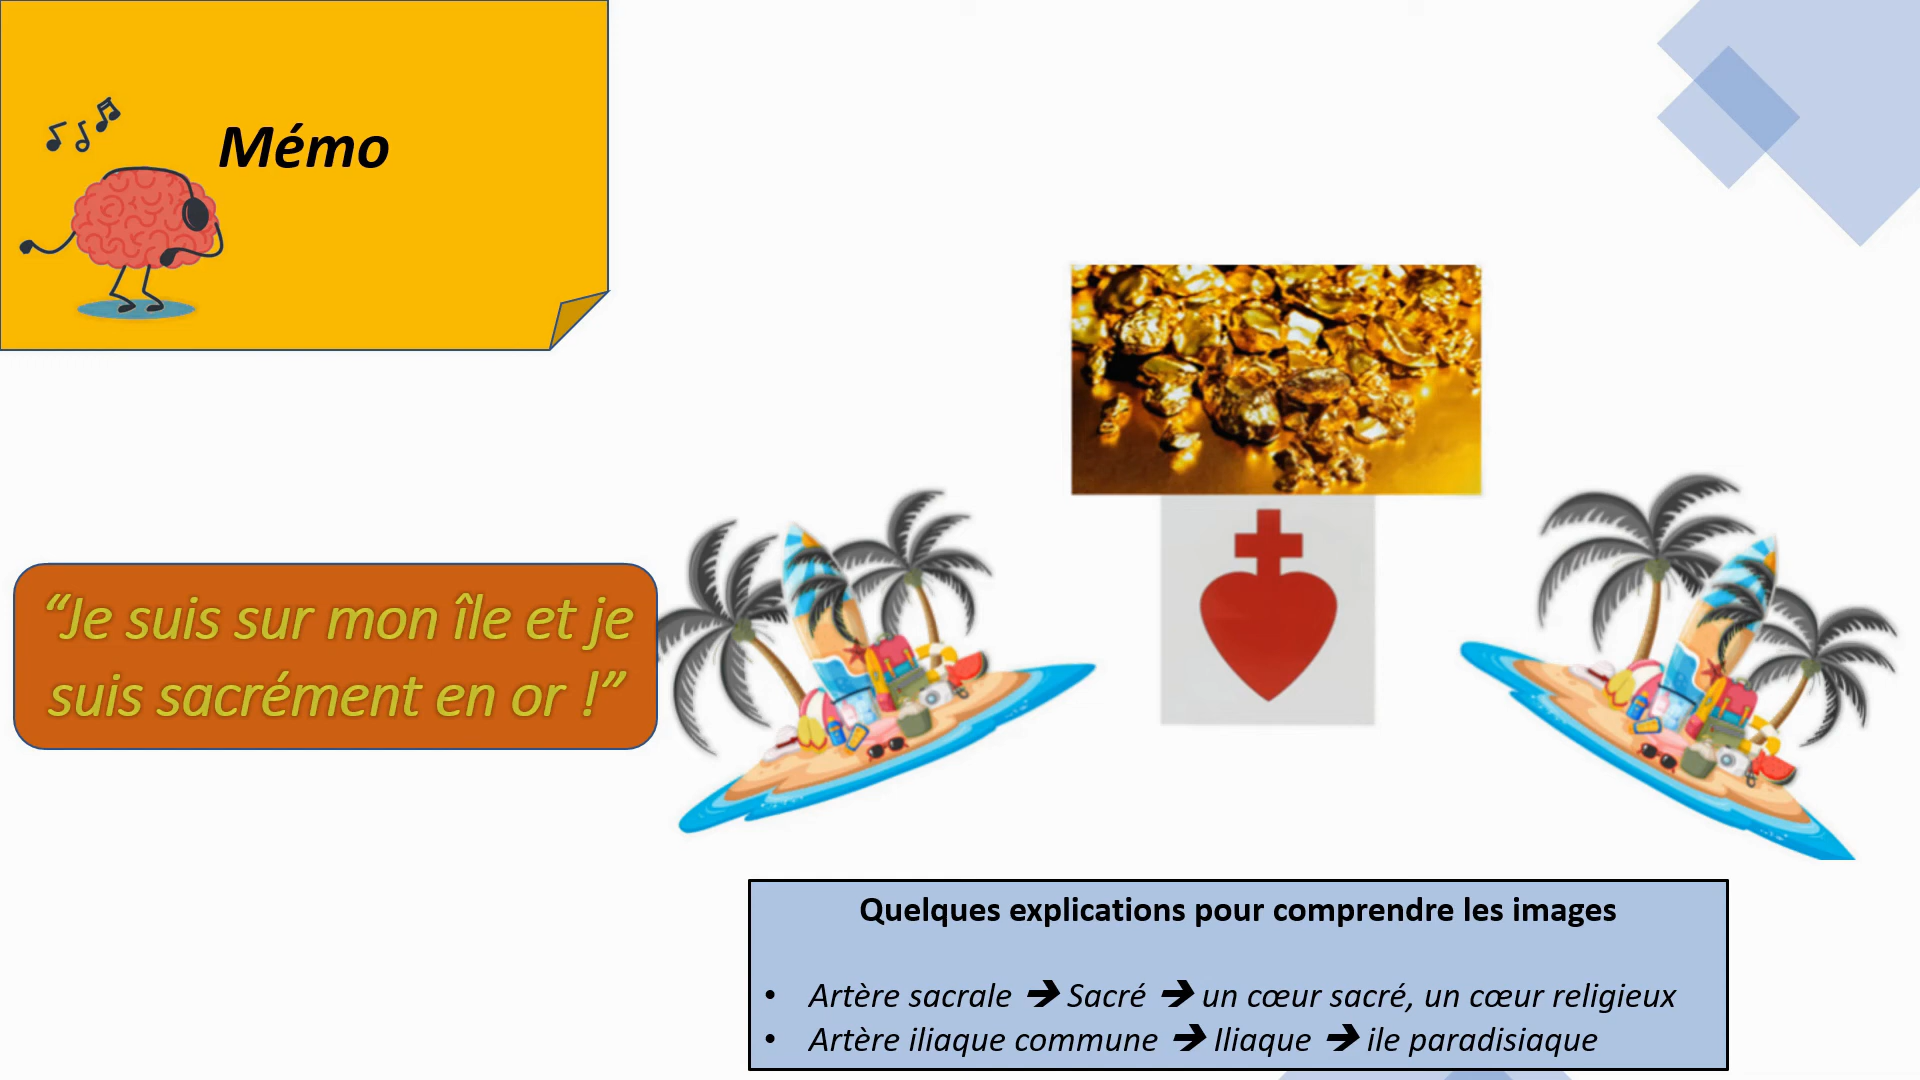 Mémo
“Je suis sur mon île et je
suis sacrément en or !”
Quelques explications pour comprendre les images
• Artère sacrale 🡺 Sacré 🡺 un cœur sacré, un cœur religieux
• Artère iliaque commune 🡺 Iliaque 🡺 ile paradisiaque